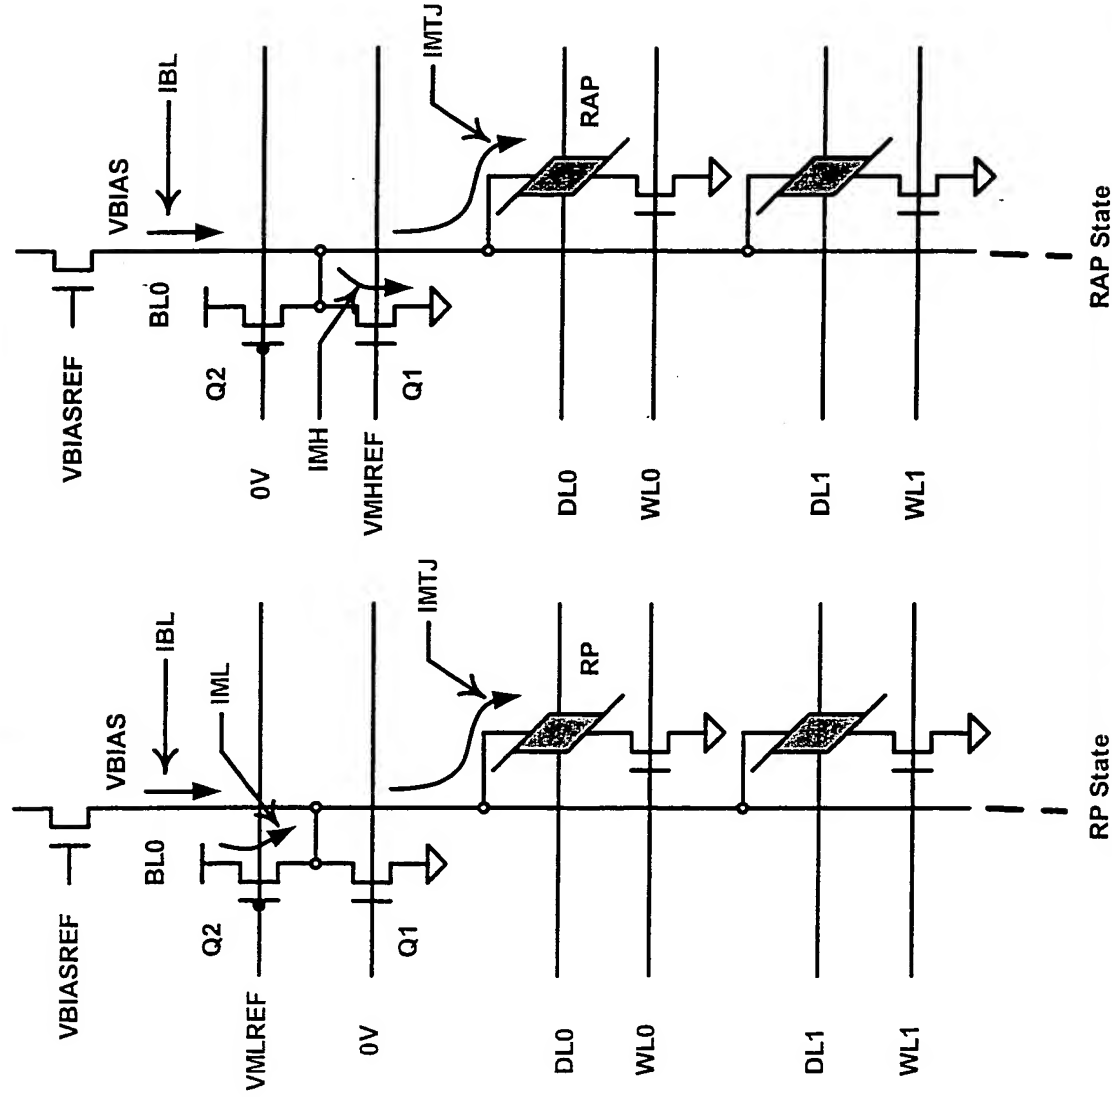 VBIASREF
VBIAS
IBL
BL0
IML
Q2
VMLREF
Q1
0V
IMTJ
RP
DL0
WL0
DL1
WL1
RP State
VBIASREF
VBIAS
IBL
BL0
Q2
0V
IMH
Q1
VMHREF
IMTJ
RAP
DL0
WL0
DL1
WL1
RAP State